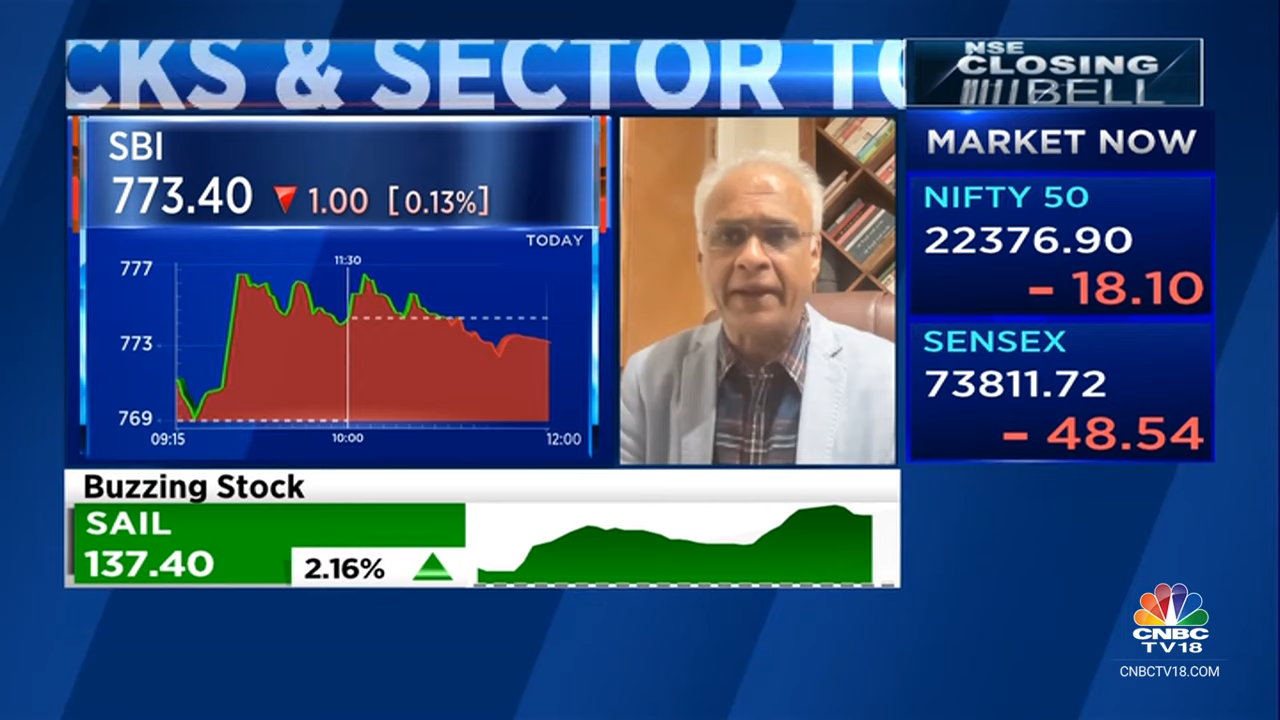 CKS & SECTOR TO
NSE
CLOSING
BELL
SBI
773.40 ▼ 1.00 [0.13%]
TODAY
777
773
769
11:30
09:15
10:00
12:00
MARKET NOW
NIFTY 50
22376.90
- 18.10
SENSEX
73811.72
- 48.54
Buzzing Stock
SAIL
137.40
2.16% ▲
CNBC
TV18
CNBCTV18.COM